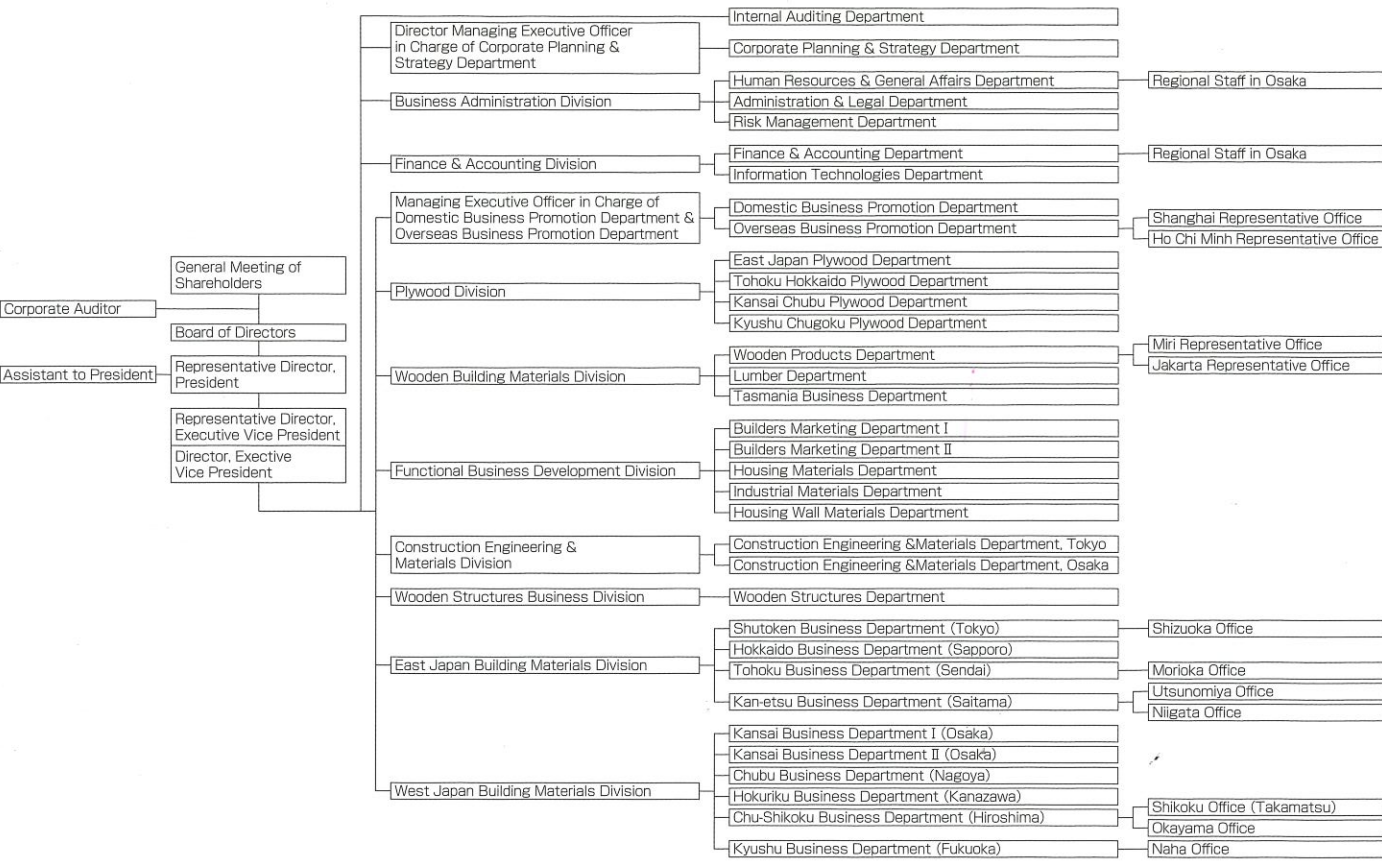 Corporate Auditor
Assistant to President
General Meeting of
Shareholders
Board of Directors
Representative Director,
President
Representative Director,
Executive Vice President
Director, Exective
Vice President
Internal Auditing Department
Director Managing Executive Officer
in Charge of Corporate Planning &
Strategy Department
Corporate Planning & Strategy Department
Business Administration Division
Human Resources & General Affairs Department
Regional Staff in Osaka
Administration & Legal Department
Risk Management Department
Finance & Accounting Division
Finance & Accounting Department
Regional Staff in Osaka
Information Technologies Department
Managing Executive Officer in Charge of
Domestic Business Promotion Department &
Overseas Business Promotion Department
Domestic Business Promotion Department
Overseas Business Promotion Department
Shanghai Representative Office
Ho Chi Minh Representative Office
Plywood Division
East Japan Plywood Department
Tohoku Hokkaido Plywood Department
Kansai Chubu Plywood Department
Kyushu Chugoku Plywood Department
Wooden Building Materials Division
Wooden Products Department
Miri Representative Office
Jakarta Representative Office
Lumber Department
Tasmania Business Department
Functional Business Development Division
Builders Marketing Department I
Builders Marketing Department II
Housing Materials Department
Industrial Materials Department
Housing Wall Materials Department
Construction Engineering &
Materials Division
Construction Engineering &Materials Department, Tokyo
Construction Engineering &Materials Department, Osaka
Wooden Structures Business Division
Wooden Structures Department
East Japan Building Materials Division
Shutoken Business Department (Tokyo)
Shizuoka Office
Hokkaido Business Department (Sapporo)
Tohoku Business Department (Sendai)
Morioka Office
Kan-etsu Business Department (Saitama)
Utsunomiya Office
Niigata Office
West Japan Building Materials Division
Kansai Business Department I (Osaka)
Kansai Business Department II (Osaka)
Chubu Business Department (Nagoya)
Hokuriku Business Department (Kanazawa)
Chu-Shikoku Business Department (Hiroshima)
Shikoku Office (Takamatsu)
Okayama Office
Kyushu Business Department (Fukuoka)
Naha Office